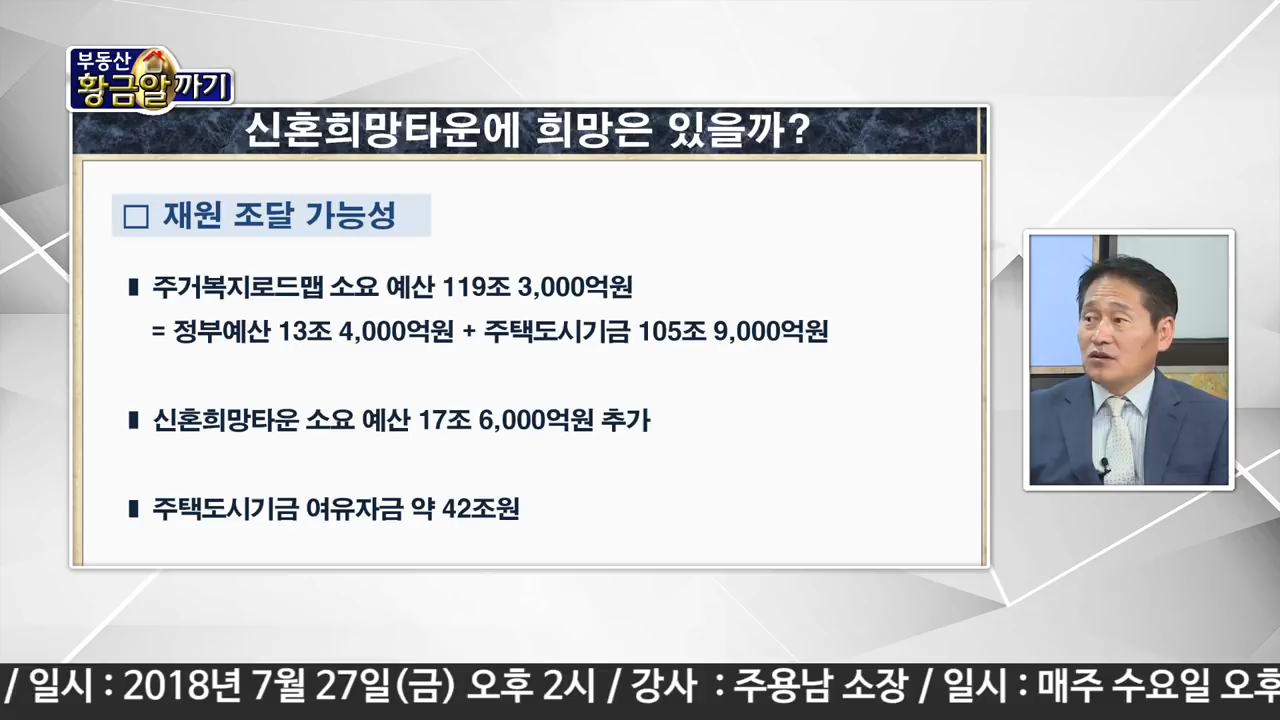 부동산
황금알까기
신혼희망타운에 희망은 있을까?
□ 재원 조달 가능성
▮ 주거복지로드맵 소요 예산 119조 3,000억원
= 정부예산 13조 4,000억원 + 주택도시기금 105조 9,000억원
▮ 신혼희망타운 소요 예산 17조 6,000억원 추가
▮ 주택도시기금 여유자금 약 42조원
/ 일시 : 2018년 7월 27일(금) 오후 2시 / 강사 : 주용남 소장 / 일시 : 매주 수요일 오후